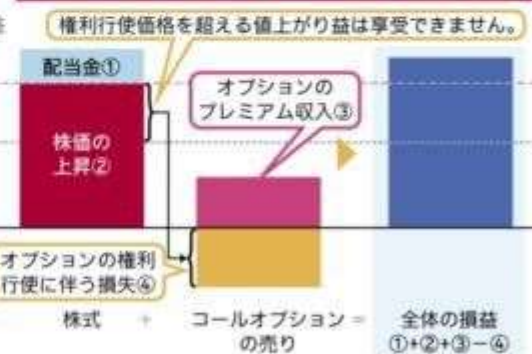 権利行使価格を超える値上がり益は享受できません。
配当金①
オプションの
プレミアム収入③
株価の
上昇②
オプションの権利
行使に伴う損失④
株式 + コールオプション = 全体の損益
の売り ①+②+③−④